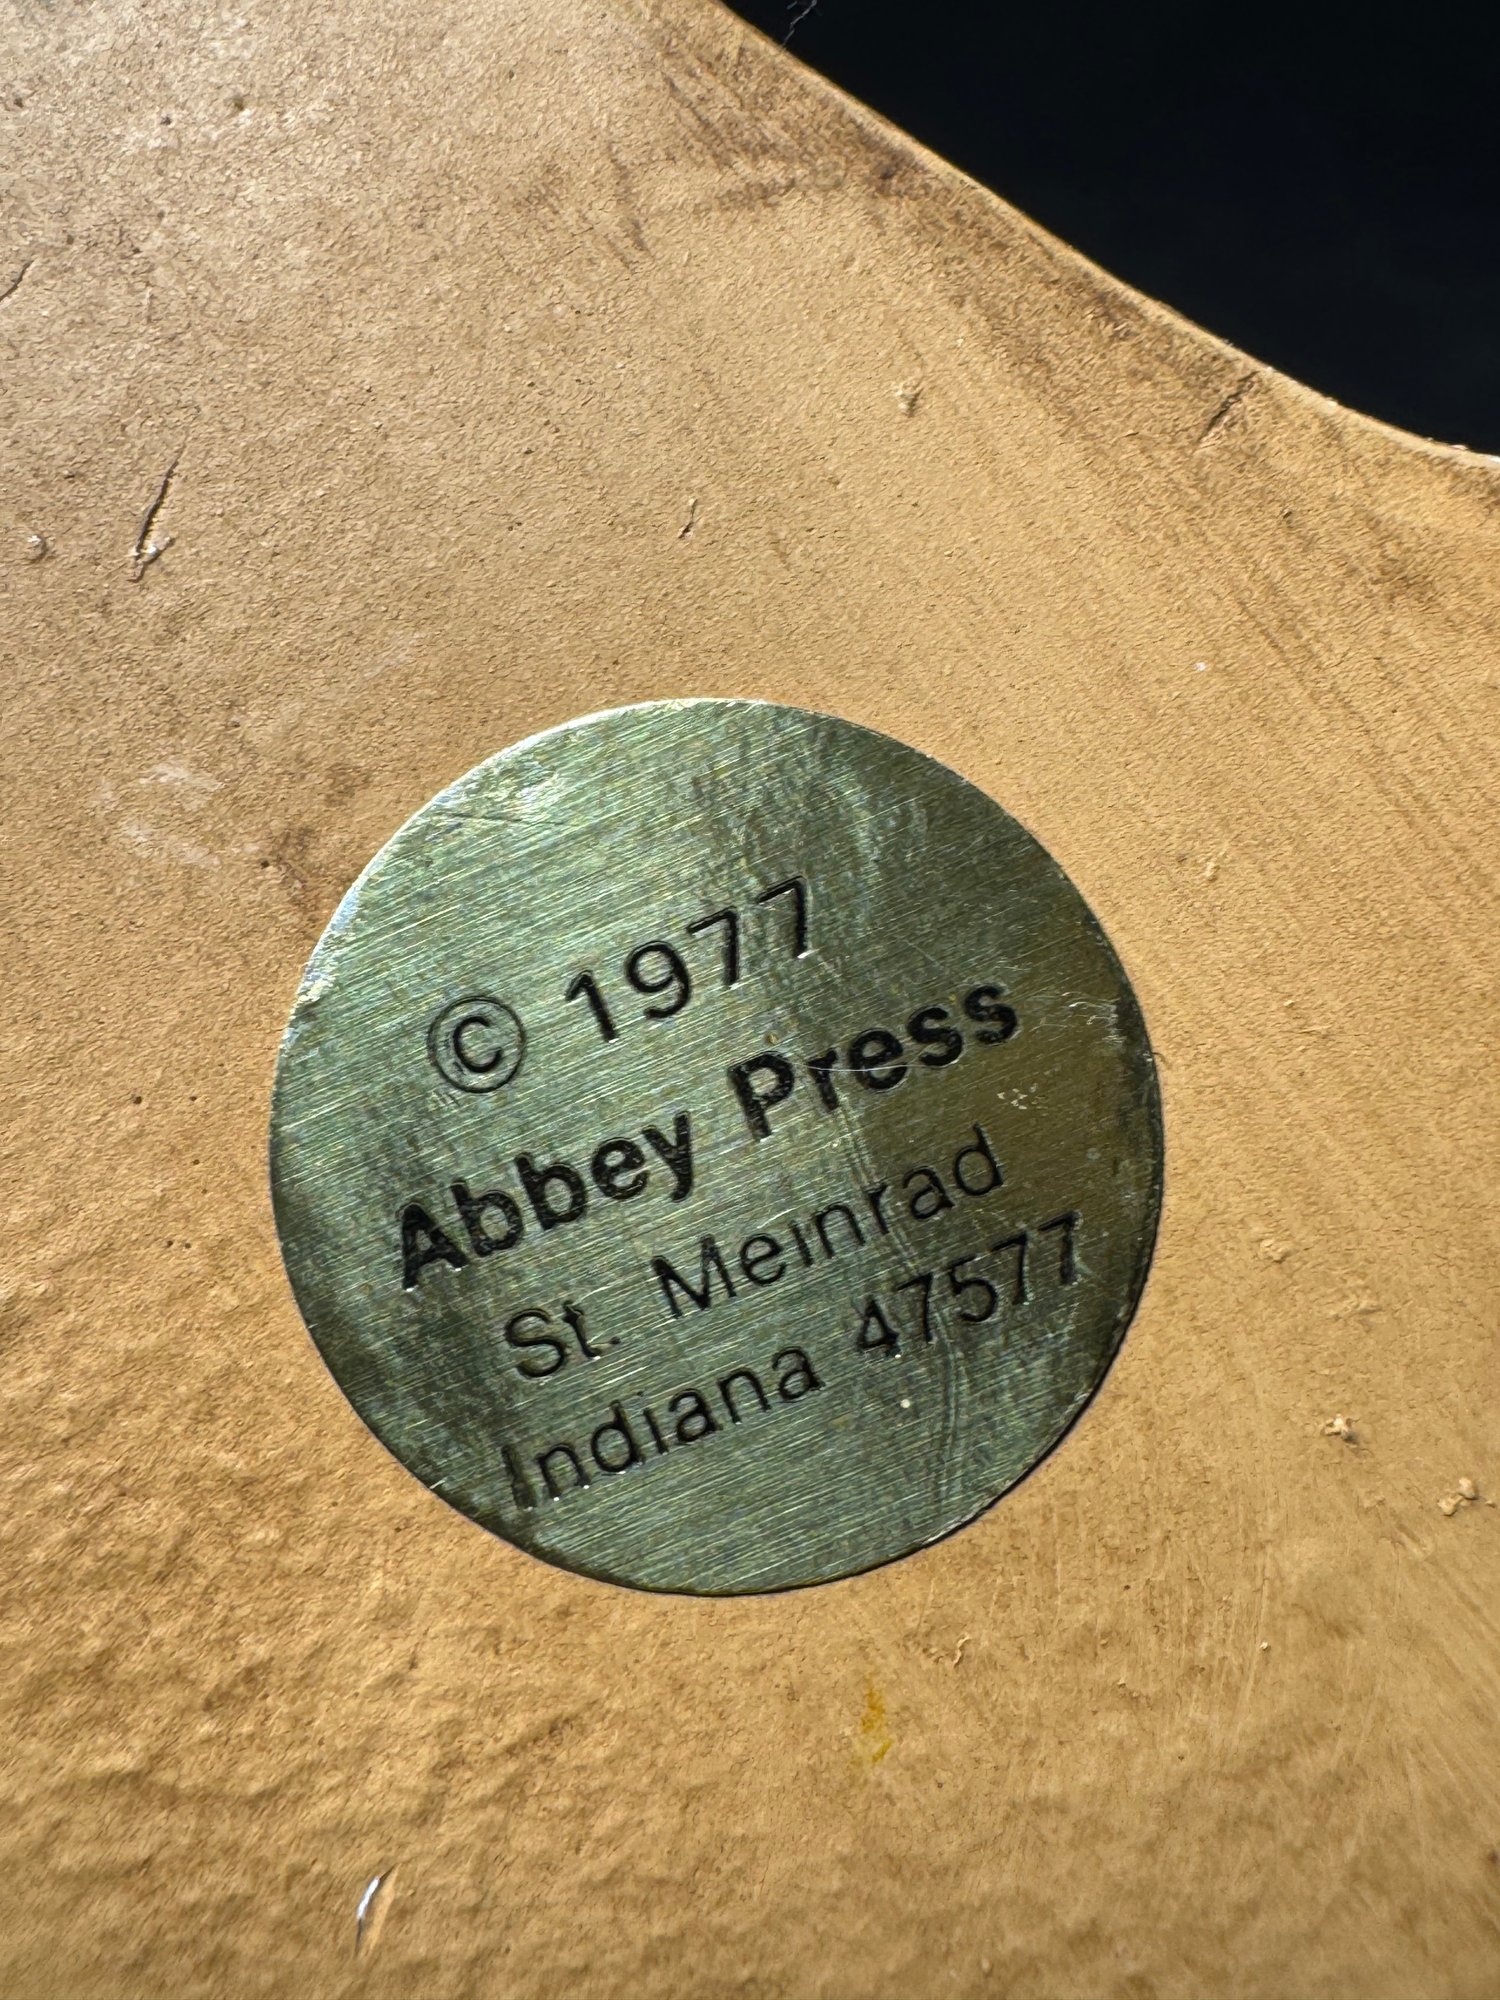 © 1977
Abbey Press
St. Meinrad
Indiana 47577